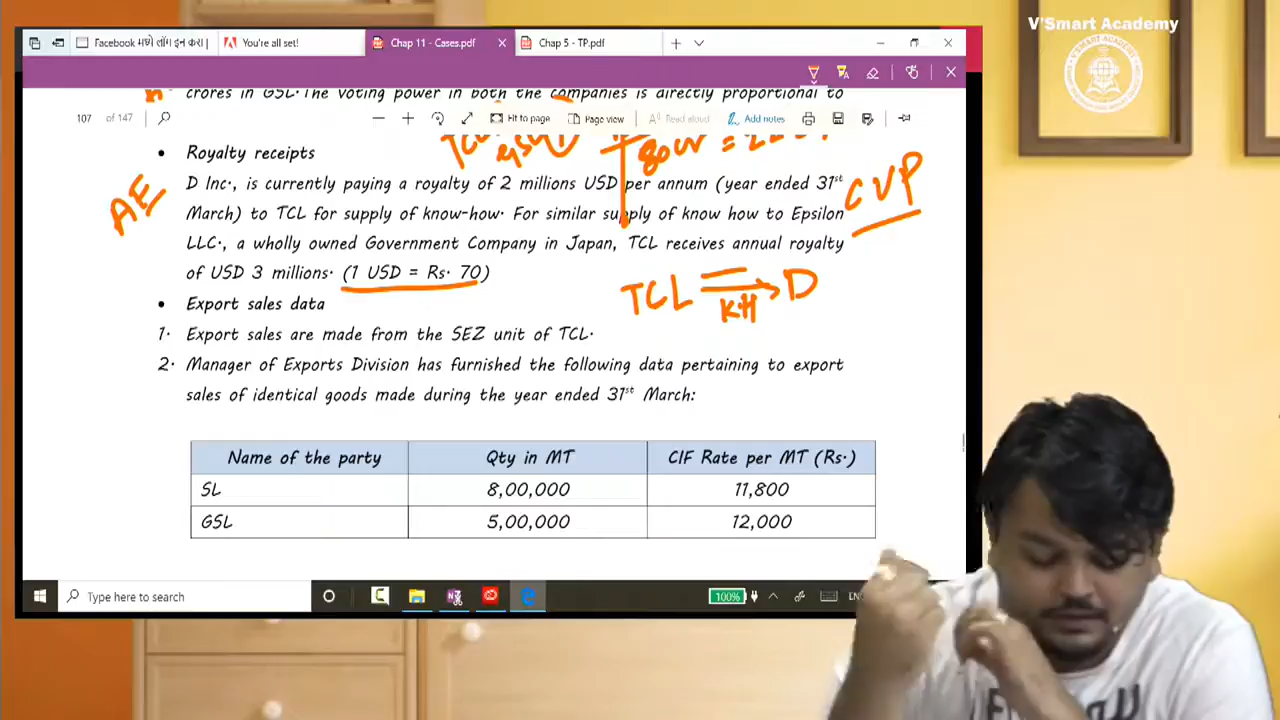 V'Smart Academy
Facebook मध्ये लॉग इन करा |
You're all set!
Chap 11 - Cases.pdf
Chap 5 - TP.pdf
crores in GSL. The voting power in both the companies is directly proportional to
107 of 147
Fit to page
Page view
Read aloud
Add notes
• Royalty receipts
D Inc., is currently paying a royalty of 2 millions USD per annum (year ended 31st
March) to TCL for supply of know-how. For similar supply of know how to Epsilon
LLC., a wholly owned Government Company in Japan, TCL receives annual royalty
of USD 3 millions. (1 USD = Rs. 70)
AE
CUP
TCL KH D
• Export sales data
1. Export sales are made from the SEZ unit of TCL.
2. Manager of Exports Division has furnished the following data pertaining to export
sales of identical goods made during the year ended 31st March:
Name of the party Qty in MT CIF Rate per MT (Rs.)
SL 8,00,000 11,800
GSL 5,00,000 12,000
Type here to search
100%